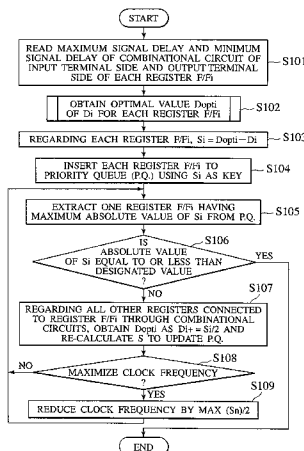 START
READ MAXIMUM SIGNAL DELAY AND MINIMUM
SIGNAL DELAY OF COMBINATIONAL CIRCUIT OF
INPUT TERMINAL SIDE AND OUTPUT TERMINAL
SIDE OF EACH REGISTER F/Fi
S101
OBTAIN OPTIMAL VALUE Dopti
OF Di FOR EACH REGISTER F/Fi
S102
REGARDING EACH REGISTER F/Fi, Si = Dopti-Di
S103
INSERT EACH REGISTER F/Fi TO
PRIORITY QUEUE (P.Q.) USING Si AS KEY
S104
EXTRACT ONE REGISTER F/Fi HAVING
MAXIMUM ABSOLUTE VALUE OF Si FROM P.Q.
S105
S106
IS
ABSOLUTE VALUE
OF Si EQUAL TO OR LESS THAN
DESIGNATED VALUE
?
YES
NO
S107
REGARDING ALL OTHER REGISTERS CONNECTED
TO REGISTER F/Fi THROUGH COMBINATIONAL
CIRCUITS, OBTAIN Dopti AS Di+ = Si/2 AND
RE-CALCULATE S TO UPDATE P.Q.
S108
NO
MAXIMIZE CLOCK FREQUENCY
?
YES
S109
REDUCE CLOCK FREQUENCY BY MAX (Sn)/2
END